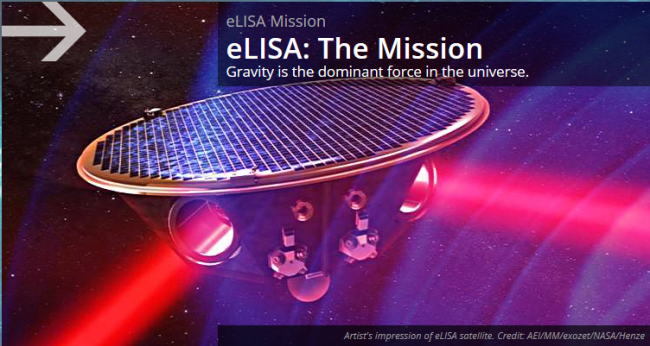 eLISA Mission
eLISA: The Mission
Gravity is the dominant force in the universe.
Artist's impression of eLISA satellite. Credit: AEI/MM/exozet/NASA/Henze